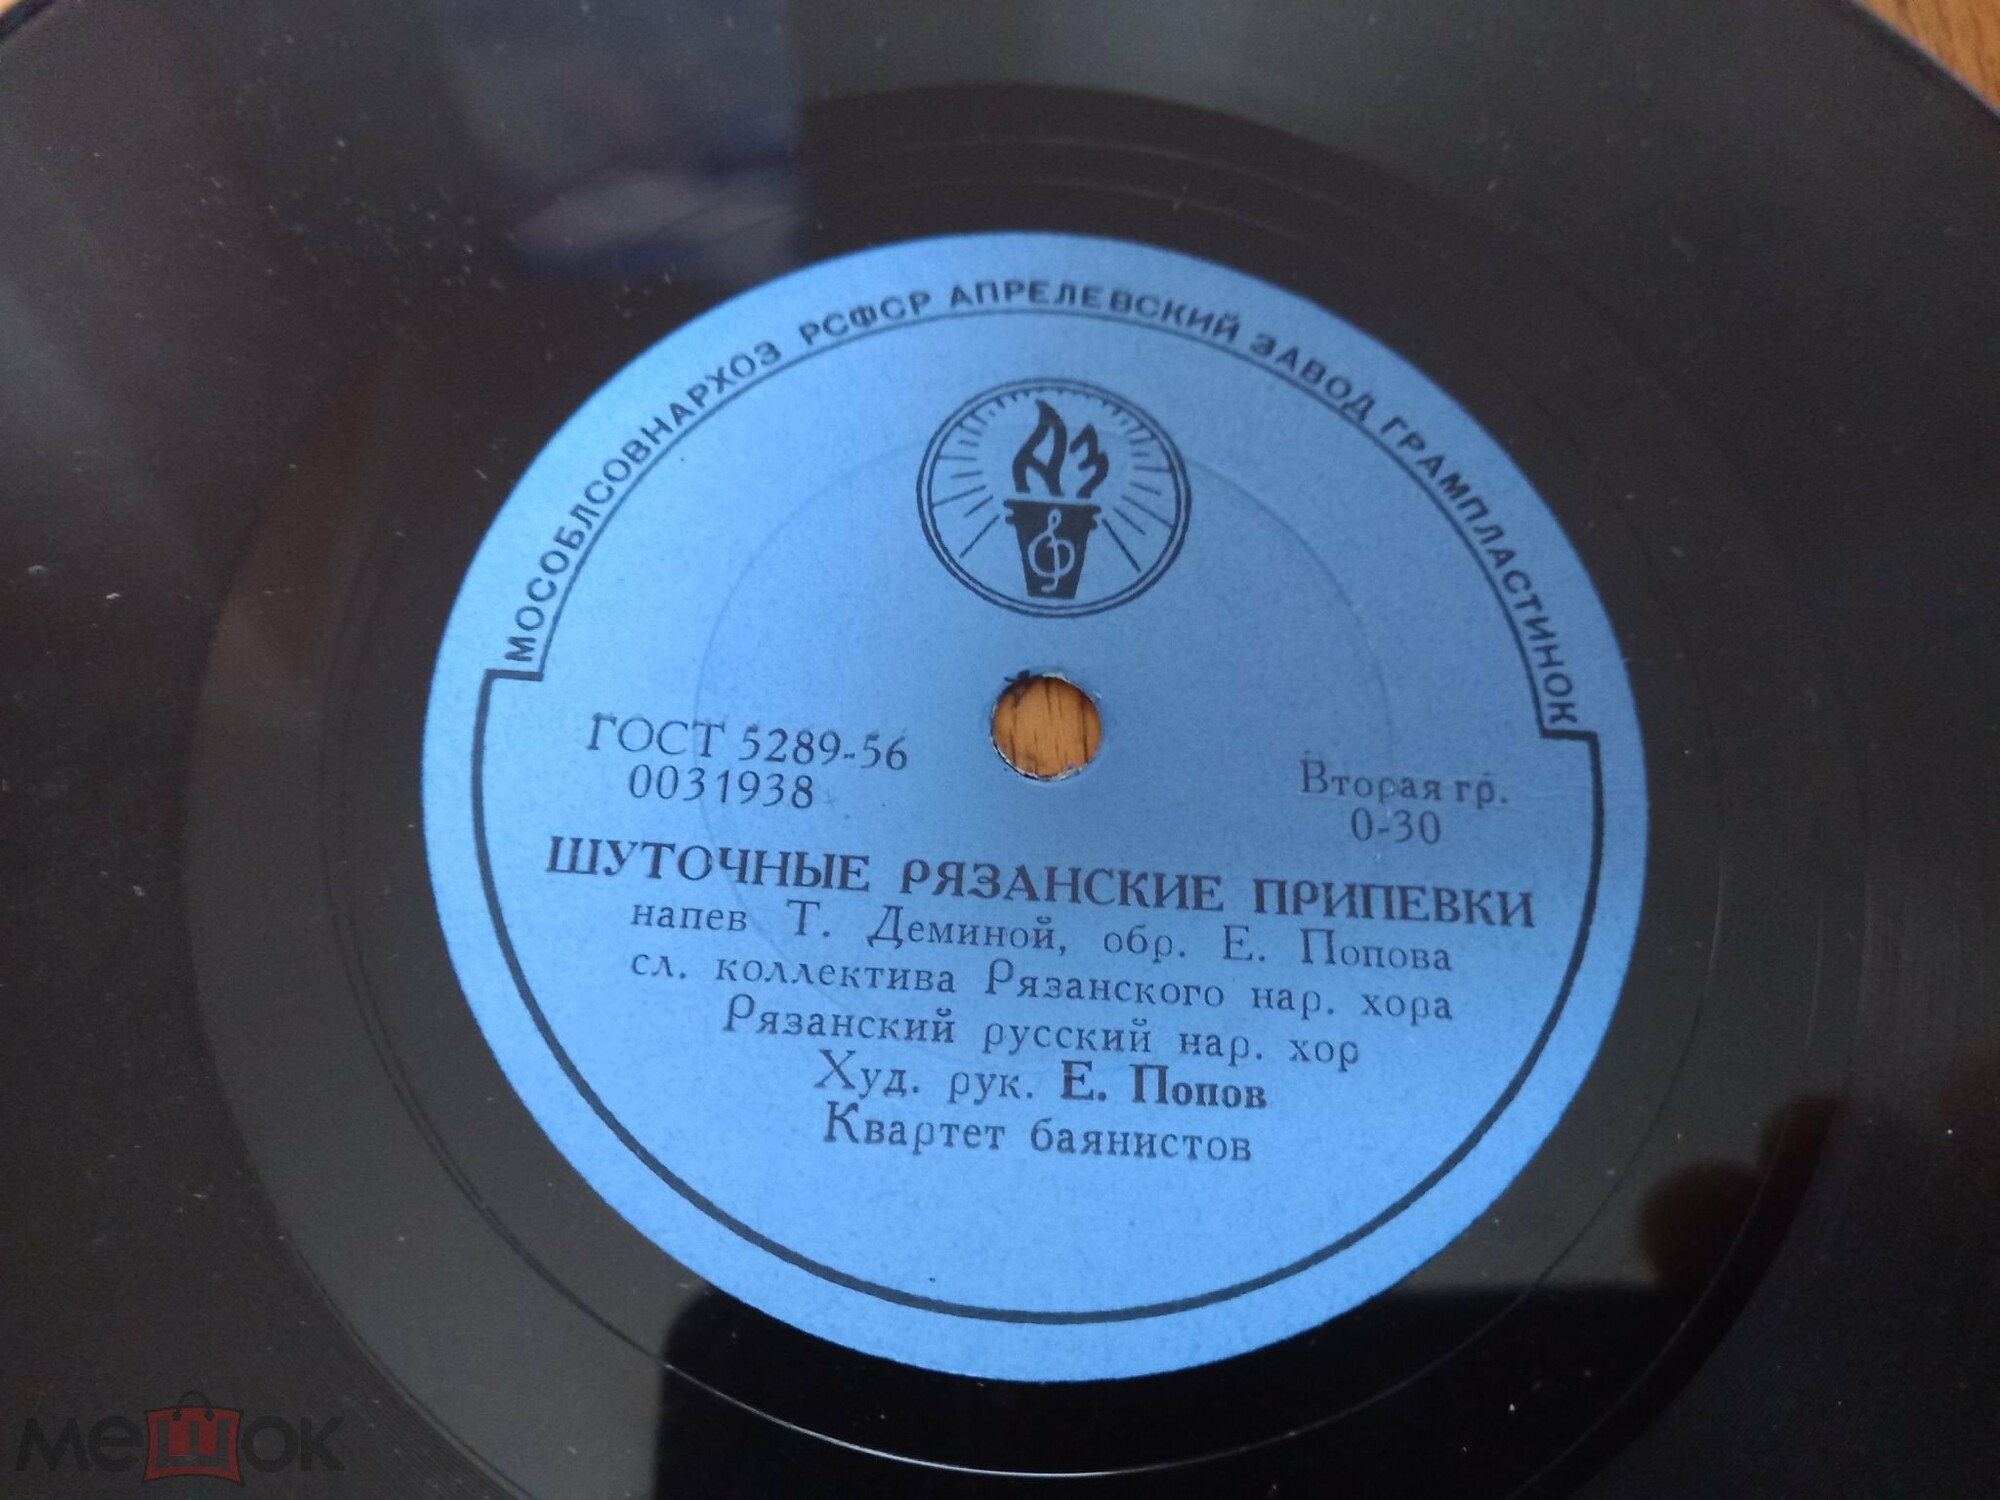 МОСОБЛСОВНАРХОЗ РСФСР АПРЕЛЕВСКИЙ ЗАВОД ГРАМПЛАСТИНОК
АЗ
ГОСТ 5289-56
0031938
Вторая гр.
0-30
ШУТОЧНЫЕ РЯЗАНСКИЕ ПРИПЕВКИ
напев Т. Деминой, обр. Е. Попова
сл. коллектива Рязанского нар. хора
Рязанский русский нар. хор
Худ. рук. Е. Попов
Квартет баянистов
мешок